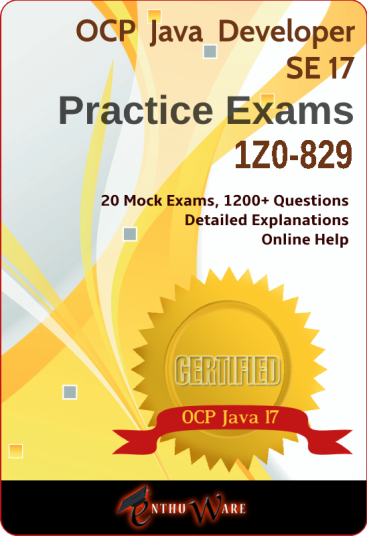 OCP Java Developer
SE 17
Practice Exams
1Z0-829
20 Mock Exams, 1200+ Questions
Detailed Explanations
Online Help
CERTIFIED
OCP Java 17
ENTHUWARE